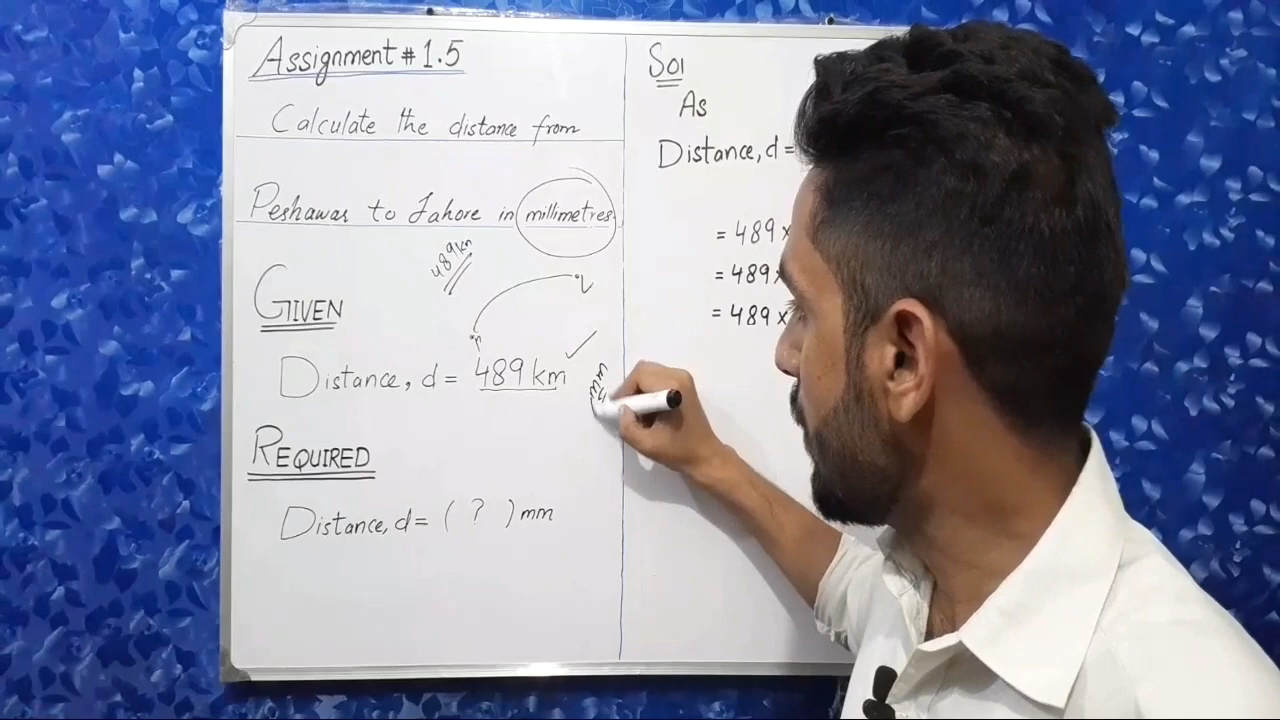 Assignment # 1.5
Calculate the distance from
Peshawar to Lahore in millimetres
489 km
GIVEN
Distance, d = 489 km
REQUIRED
Distance, d = ( ? ) mm
Sol
As
Distance, d =
= 489 ×
= 489 ×
= 489 ×